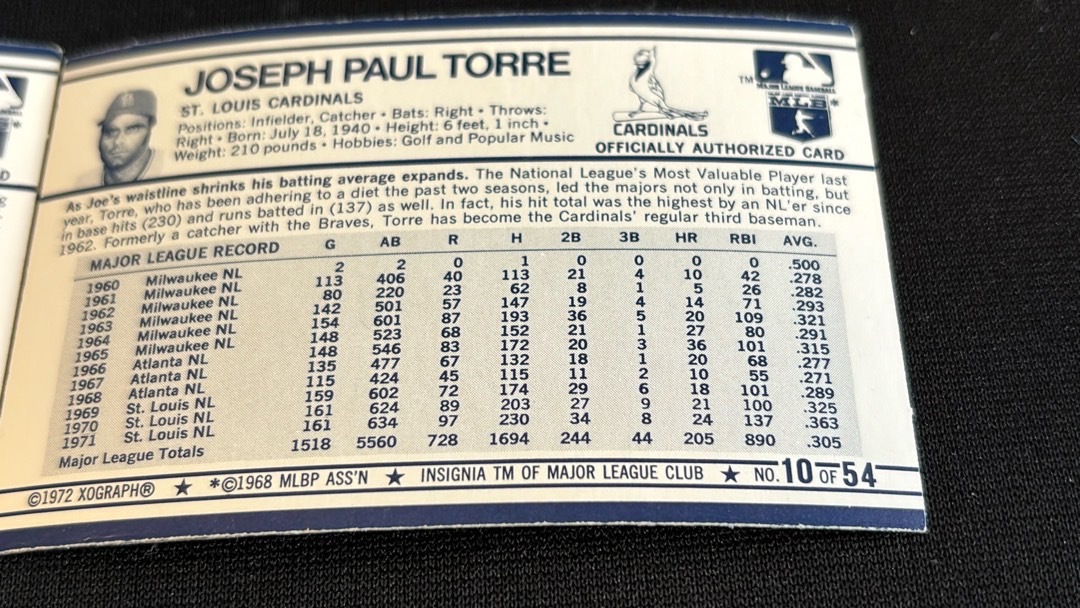 JOSEPH PAUL TORRE
ST. LOUIS CARDINALS
Positions: Infielder, Catcher • Bats: Right • Throws:
Right • Born: July 18, 1940 • Height: 6 feet, 1 inch •
Weight: 210 pounds • Hobbies: Golf and Popular Music
CARDINALS
TM
MAJOR LEAGUE BASEBALL
MLB*
OFFICIALLY AUTHORIZED CARD
As Joe's waistline shrinks his batting average expands. The National League's Most Valuable Player last
year, Torre, who has been adhering to a diet the past two seasons, led the majors not only in batting, but
in base hits (230) and runs batted in (137) as well. In fact, his hit total was the highest by an NL'er since
1962. Formerly a catcher with the Braves, Torre has become the Cardinals' regular third baseman.
MAJOR LEAGUE RECORD G AB R H 2B 3B HR RBI AVG.
1960 Milwaukee NL 2 2 0 1 0 0 0 0 .500
1961 Milwaukee NL 113 406 40 113 21 4 10 42 .278
1962 Milwaukee NL 80 220 23 62 8 1 5 26 .282
1963 Milwaukee NL 142 501 57 147 19 4 14 71 .293
1964 Milwaukee NL 154 601 87 193 36 5 20 109 .321
1965 Milwaukee NL 148 523 68 152 21 1 27 80 .291
1966 Atlanta NL 148 546 83 172 20 3 36 101 .315
1967 Atlanta NL 135 477 67 132 18 1 20 68 .277
1968 Atlanta NL 115 424 45 115 11 2 10 55 .271
1969 St. Louis NL 159 602 72 174 29 6 18 101 .289
1970 St. Louis NL 161 624 89 203 27 9 21 100 .325
1971 St. Louis NL 161 634 97 230 34 8 24 137 .363
Major League Totals 1518 5560 728 1694 244 44 205 890 .305
©1972 XOGRAPH® ★ *©1968 MLBP ASS'N ★ INSIGNIA TM OF MAJOR LEAGUE CLUB ★ NO. 10 OF 54